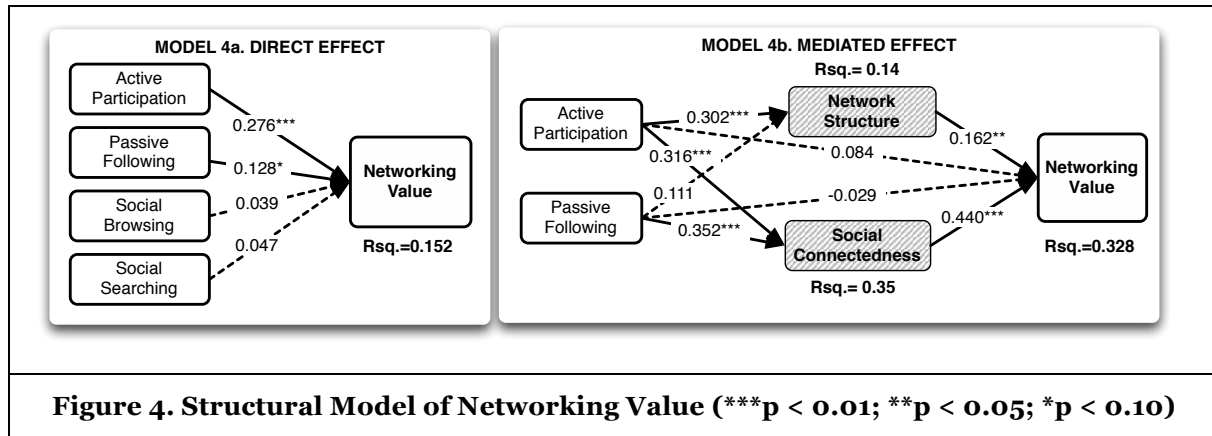 MODEL 4a. DIRECT EFFECT
Active
Participation
Passive
Following
Social
Browsing
Social
Searching
0.276***
0.128*
0.039
0.047
Networking
Value
Rsq.=0.152
MODEL 4b. MEDIATED EFFECT
Rsq.= 0.14
Active
Participation
Passive
Following
0.302***
0.316***
0.111
0.352***
Network
Structure
Social
Connectedness
Rsq.= 0.35
0.162**
0.084
-0.029
0.440***
Networking
Value
Rsq.=0.328
Figure 4. Structural Model of Networking Value (***p < 0.01; **p < 0.05; *p < 0.10)